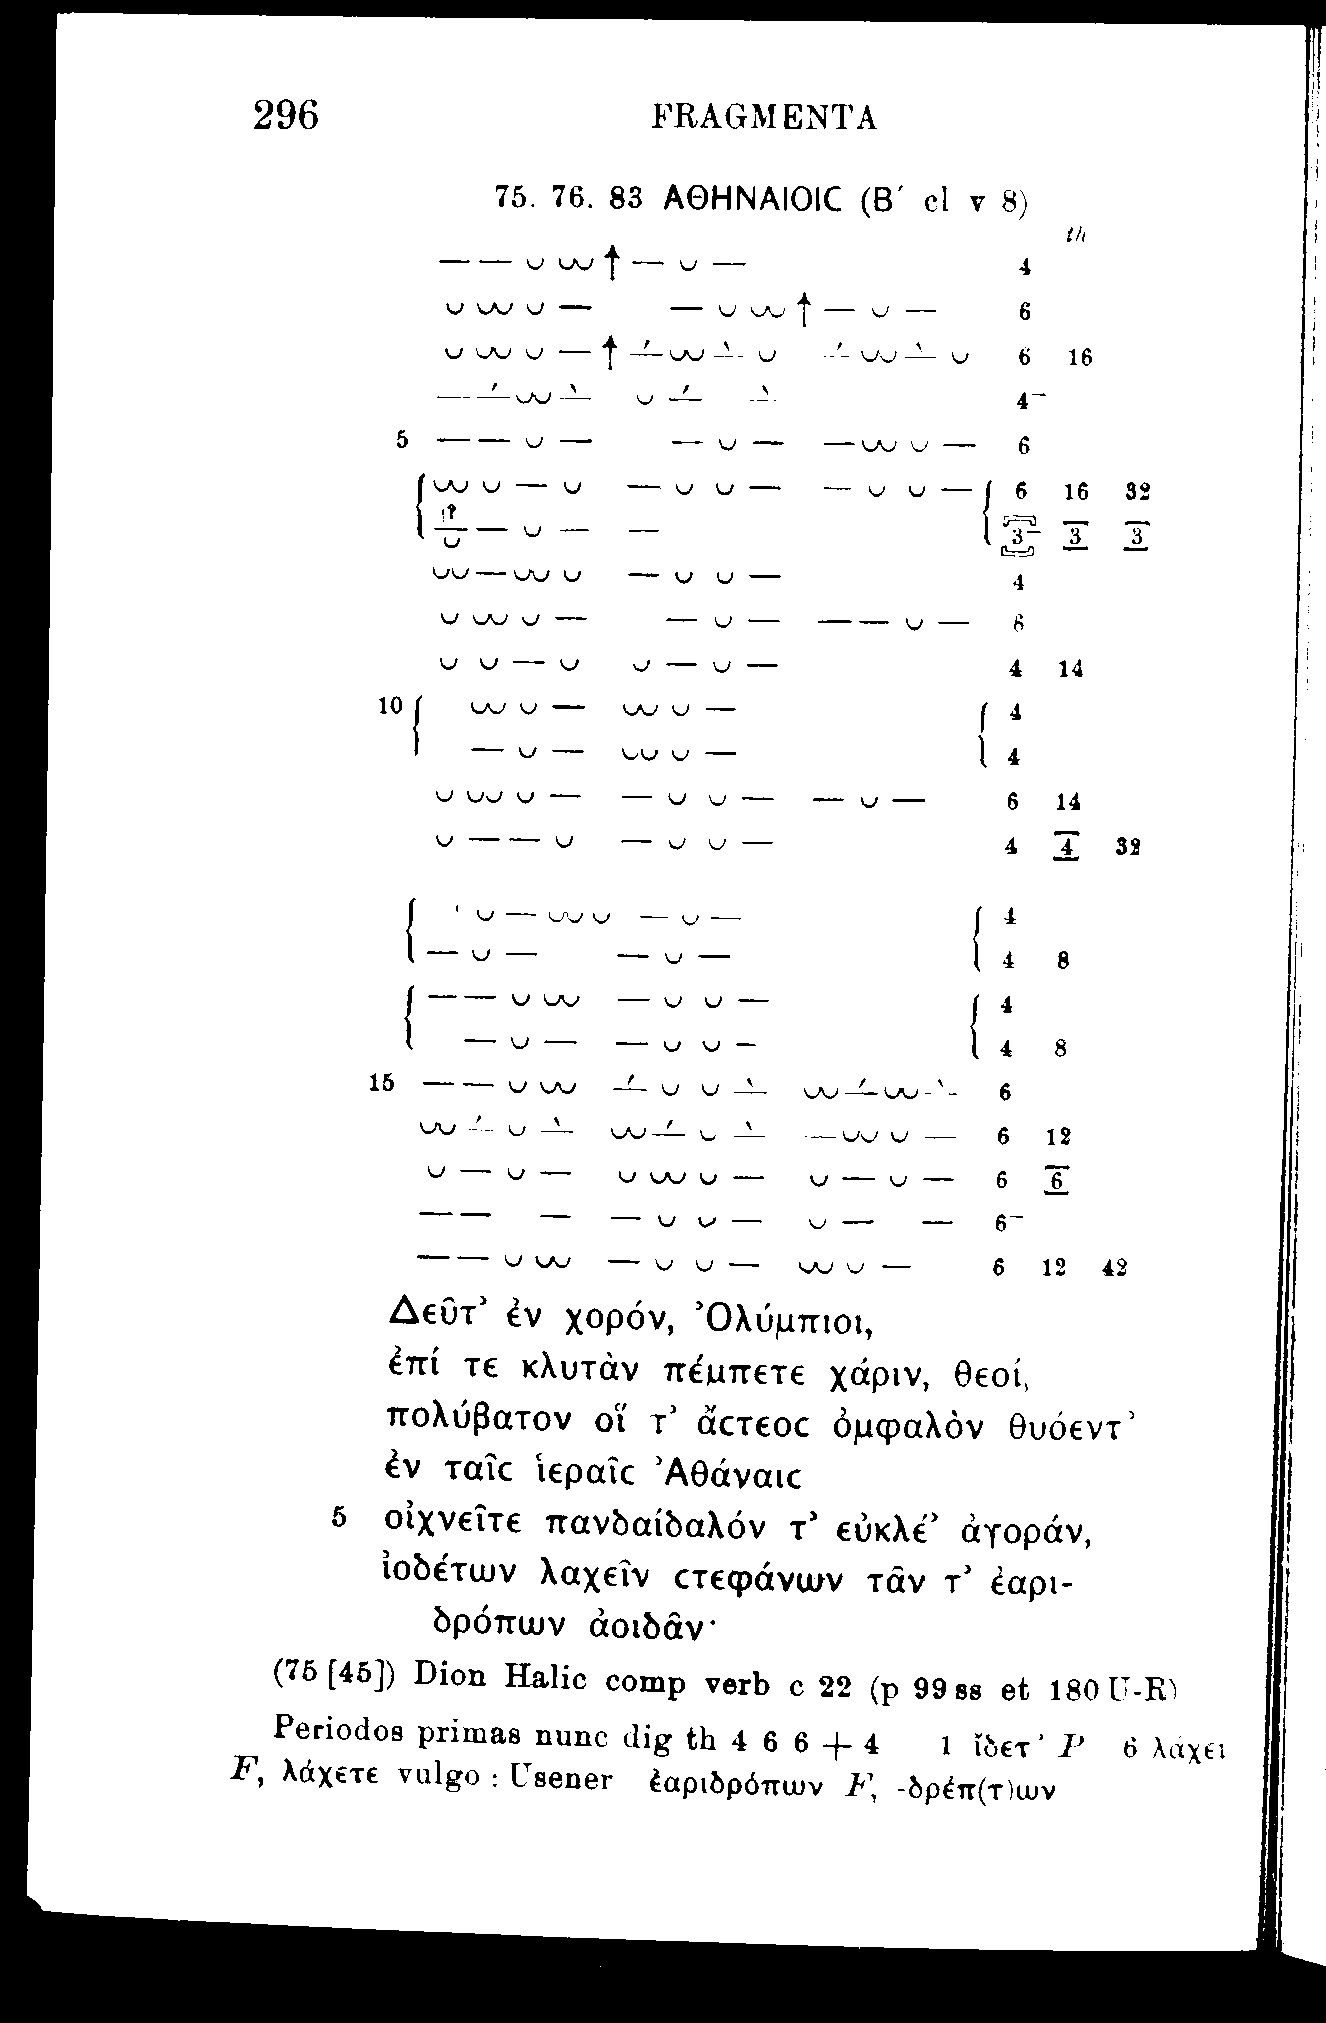 296 FRAGMENTA
75. 76. 83 ΑΘΗΝΑΙΟΙϹ (Β′ cl v 8)
th
— — ⏑ ⏑⏑ ↑ — ⏑ — 4
⏑ ⏑⏑ ⏑ — — ⏑ ⏑⏑ ↑ — ⏑ — 6
6 16
4–
5 — — ⏑ — — ⏑ — — ⏑⏑ ⏑ — 6
⏑⏑ ⏑ — ⏑ — ⏑ ⏑ — — ⏑ ⏑ — 6 16 32
3– 3 3
⏑⏑ — ⏑⏑ ⏑ — ⏑ ⏑ — 4
⏑ ⏑⏑ ⏑ — — ⏑ — — — ⏑ — 6
⏑ ⏑ — ⏑ ⏑ — ⏑ — 4 14
10 ⏑⏑ ⏑ — ⏑⏑ ⏑ — 4
— ⏑ — ⏑⏑ ⏑ — 4
⏑ ⏑⏑ ⏑ — — ⏑ ⏑ — — ⏑ — 6 14
⏑ — — ⏑ — ⏑ ⏑ — 4 4 32
⏑ — ⏑⏑ ⏑ — ⏑ — 4
— ⏑ — — ⏑ — 4 8
— — ⏑ ⏑⏑ — ⏑ ⏑ — 4
— ⏑ — — ⏑ ⏑ — 4 8
15 6
6 12
⏑ — ⏑ — ⏑ ⏑⏑ ⏑ — ⏑ — ⏑ — 6 6
— — — — ⏑ ⏑ — ⏑ — — 6–
— — ⏑ ⏑⏑ — ⏑ ⏑ — ⏑⏑ ⏑ — 6 12 42
Δεῦτ’ ἐν χορόν, Ὀλύμπιοι,
ἐπί τε κλυτὰν πέμπετε χάριν, θεοί,
πολύβατον οἵ τ’ ἄϲτεοϲ ὀμφαλὸν θυόεντ’
ἐν ταῖϲ ἱεραῖϲ Ἀθάναιϲ
5 οἰχνεῖτε πανδαίδαλόν τ’ εὐκλέ’ ἀγοράν,
ἰοδέτων λαχεῖν ϲτεφάνων τᾶν τ’ ἐαρι-
δρόπων ἀοιδᾶν·
(75 [45]) Dion Halic comp verb c 22 (p 99 ss et 180 U-R)
Periodos primas nunc dig th 4 6 6 + 4 1 ἴδετ’ P 6 λάχει
F, λάχετε vulgo : Usener ἐαριδρόπων F, -δρέπ(τ)ων